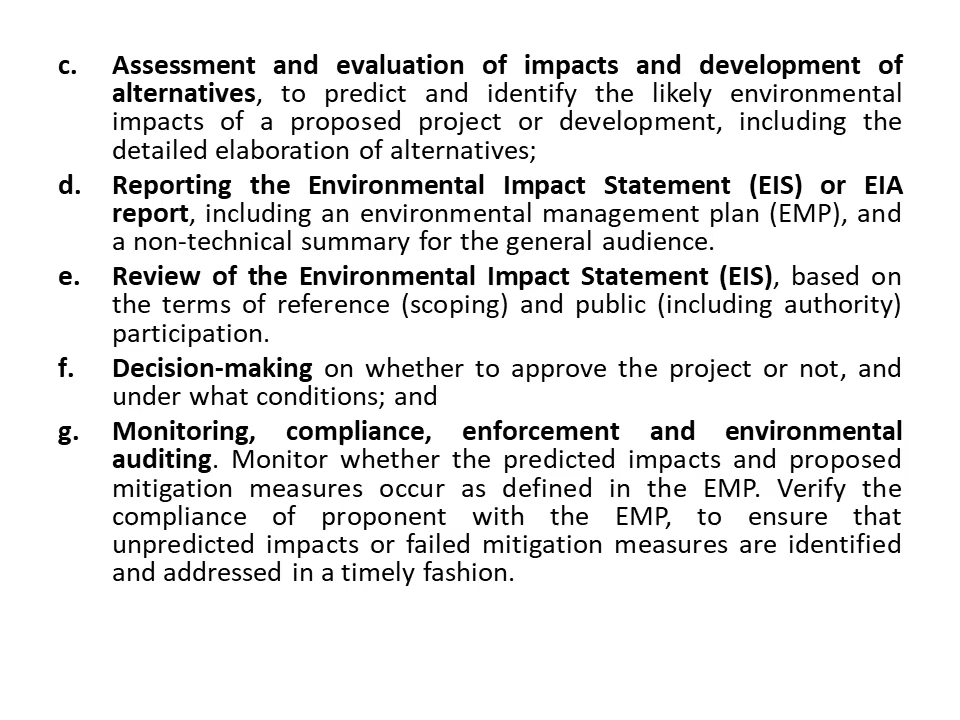 c. Assessment and evaluation of impacts and development of
alternatives, to predict and identify the likely environmental
impacts of a proposed project or development, including the
detailed elaboration of alternatives;
d. Reporting the Environmental Impact Statement (EIS) or EIA
report, including an environmental management plan (EMP), and
a non-technical summary for the general audience.
e. Review of the Environmental Impact Statement (EIS), based on
the terms of reference (scoping) and public (including authority)
participation.
f. Decision-making on whether to approve the project or not, and
under what conditions; and
g. Monitoring, compliance, enforcement and environmental
auditing. Monitor whether the predicted impacts and proposed
mitigation measures occur as defined in the EMP. Verify the
compliance of proponent with the EMP, to ensure that
unpredicted impacts or failed mitigation measures are identified
and addressed in a timely fashion.